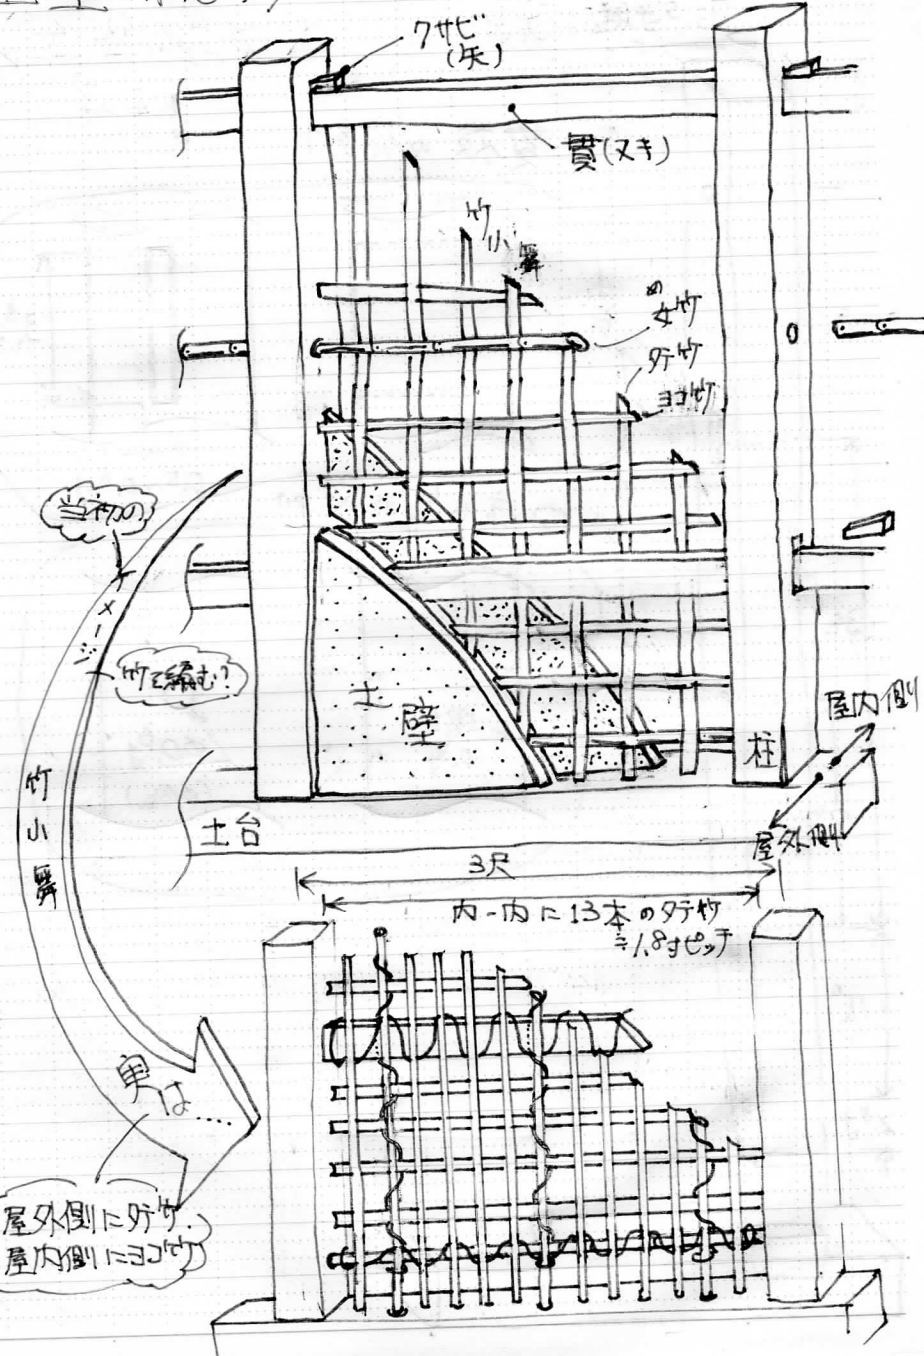 クサビ
(矢)
貫(ヌキ)
竹小舞
め
女竹
タテ竹
ヨコ竹
当初の
イメージ
竹を編む?
竹小舞
土壁
柱
屋内側
屋外側
土台
3尺
内-内に13本のタテ竹
≒1.8寸ピッチ
実は…
屋外側にタテ竹.
屋内側にヨコ竹